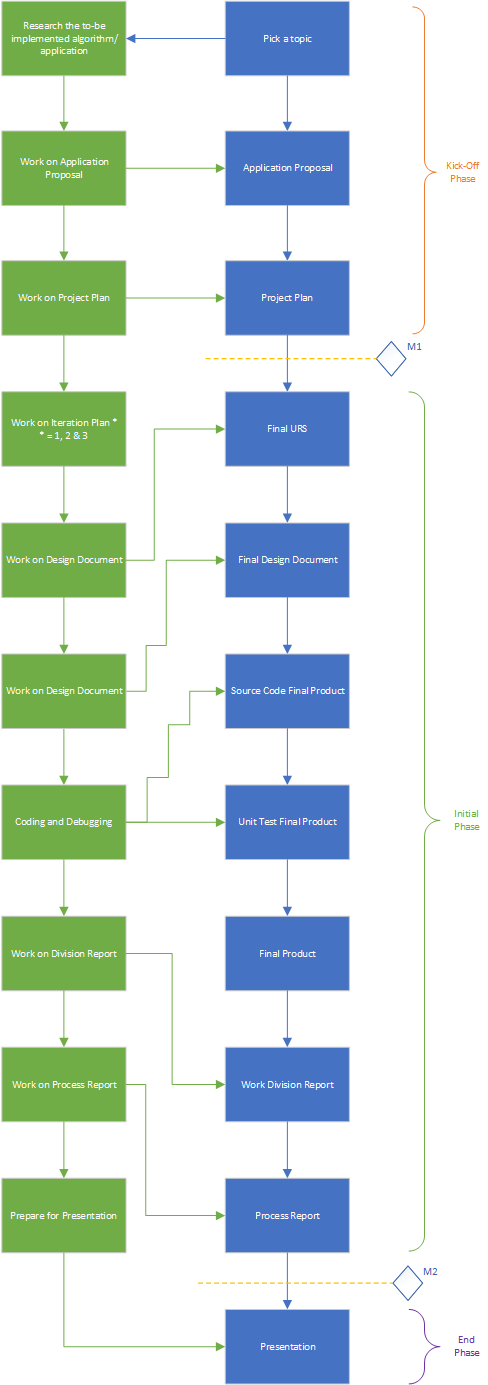 Research the to-be
implemented algorithm/
application
Pick a topic
Work on Application
Proposal
Application Proposal
Kick-Off
Phase
Work on Project Plan
Project Plan
M1
Work on Iteration Plan *
* = 1, 2 & 3
Final URS
Work on Design Document
Final Design Document
Work on Design Document
Source Code Final Product
Coding and Debugging
Unit Test Final Product
Initial
Phase
Work on Division Report
Final Product
Work on Process Report
Work Division Report
Prepare for Presentation
Process Report
M2
Presentation
End
Phase